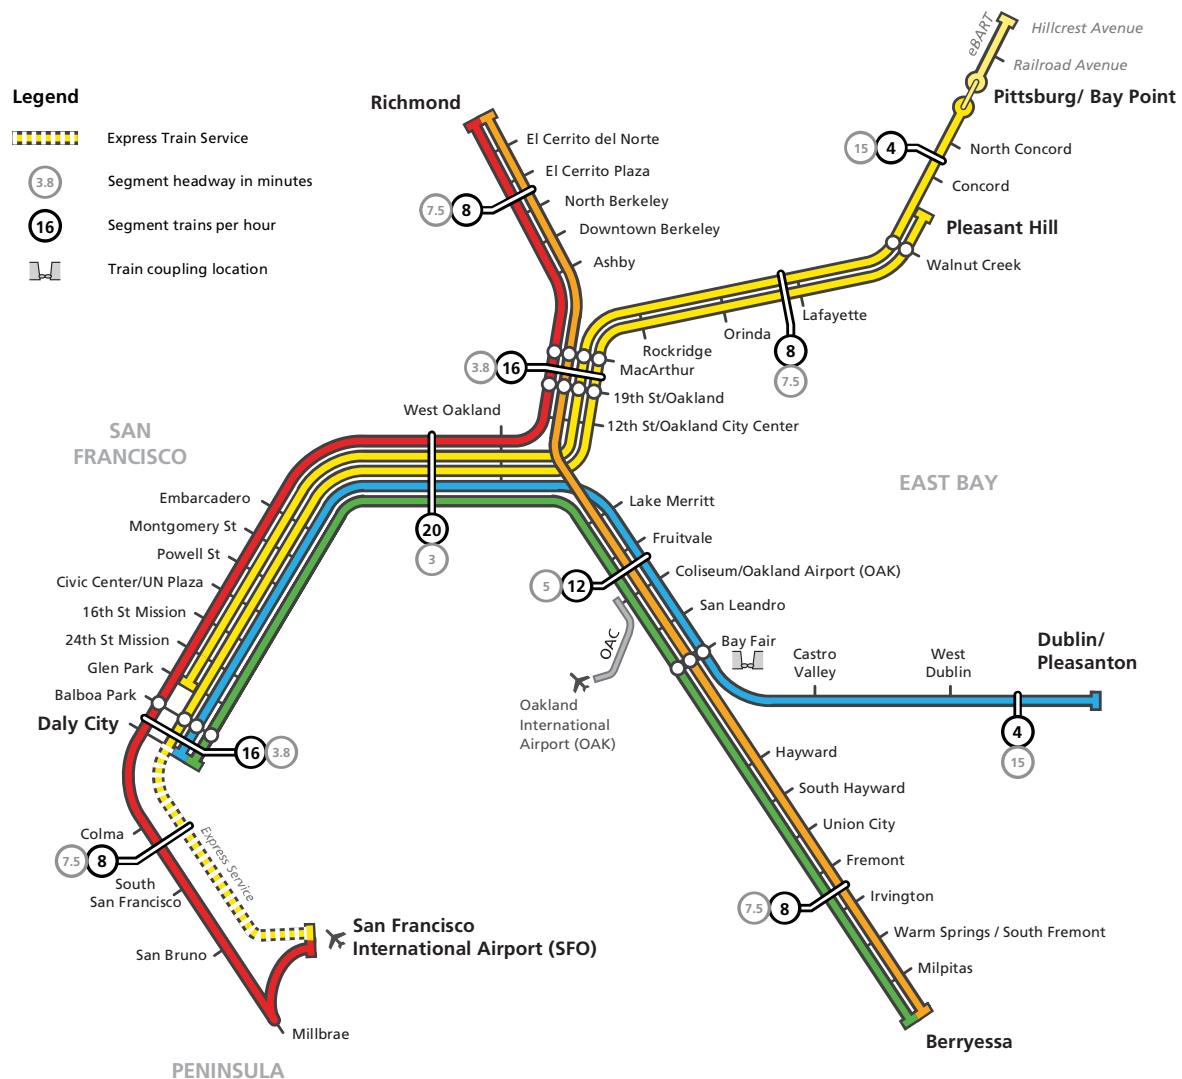 Legend
Express Train Service
3.8
Segment headway in minutes
16
Segment trains per hour
Train coupling location
eBART
Hillcrest Avenue
Railroad Avenue
Pittsburg/ Bay Point
15
4
North Concord
Concord
Pleasant Hill
Walnut Creek
Richmond
El Cerrito del Norte
El Cerrito Plaza
7.5
8
North Berkeley
Downtown Berkeley
Ashby
Lafayette
Orinda
8
7.5
Rockridge
3.8
16
MacArthur
19th St/Oakland
12th St/Oakland City Center
West Oakland
SAN
FRANCISCO
EAST BAY
20
3
Embarcadero
Montgomery St
Powell St
Civic Center/UN Plaza
16th St Mission
24th St Mission
Glen Park
Balboa Park
Daly City
16
3.8
Lake Merritt
Fruitvale
5
12
Coliseum/Oakland Airport (OAK)
San Leandro
OAC
Bay Fair
Oakland
International
Airport (OAK)
Castro
Valley
West
Dublin
Dublin/
Pleasanton
4
15
Hayward
South Hayward
Union City
Fremont
7.5
8
Irvington
Warm Springs / South Fremont
Milpitas
Berryessa
Colma
7.5
8
Express Service
South
San Francisco
San Bruno
San Francisco
International Airport (SFO)
Millbrae
PENINSULA